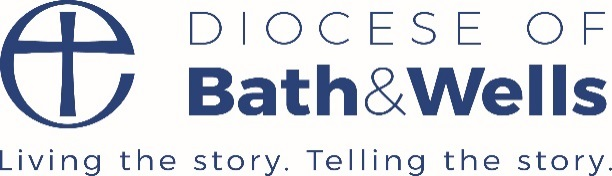 DIOCESE OF
Bath&Wells
Living the story. Telling the story.